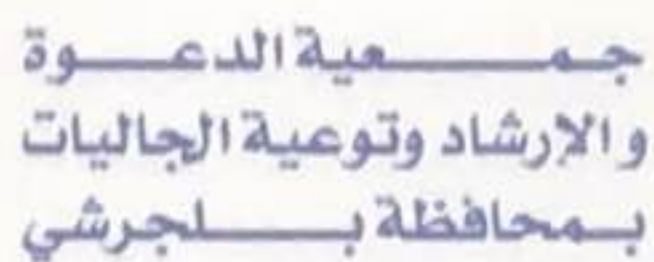 جمعية الدعوة
والإرشاد وتوعية الجاليات
بمحافظة بلجرشي